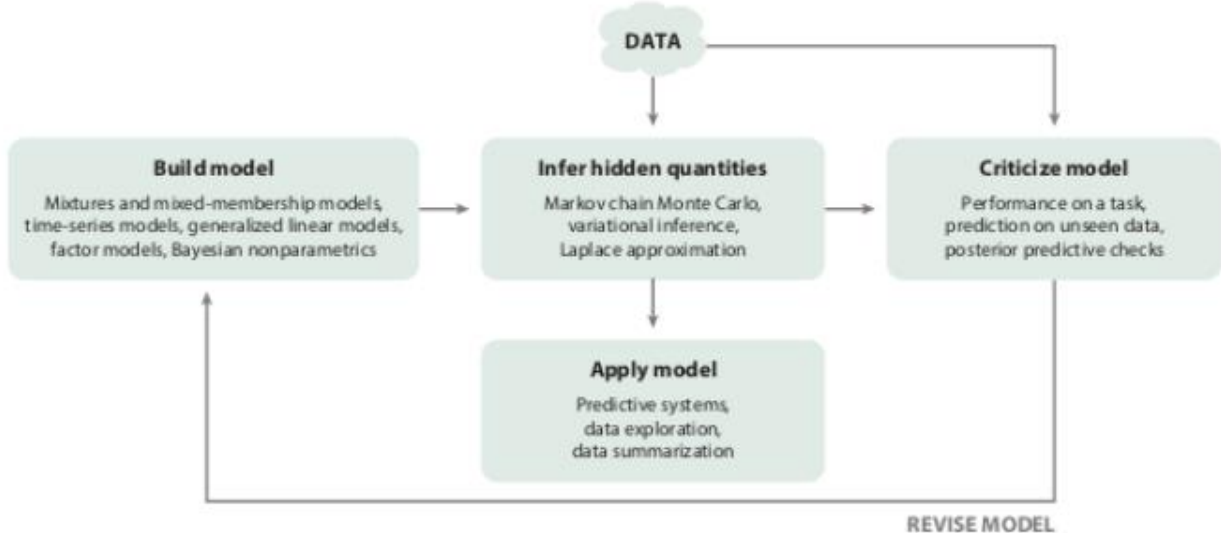 DATA
Build model
Mixtures and mixed-membership models,
time-series models, generalized linear models,
factor models, Bayesian nonparametrics
Infer hidden quantities
Markov chain Monte Carlo,
variational inference,
Laplace approximation
Criticize model
Performance on a task,
prediction on unseen data,
posterior predictive checks
Apply model
Predictive systems,
data exploration,
data summarization
REVISE MODEL